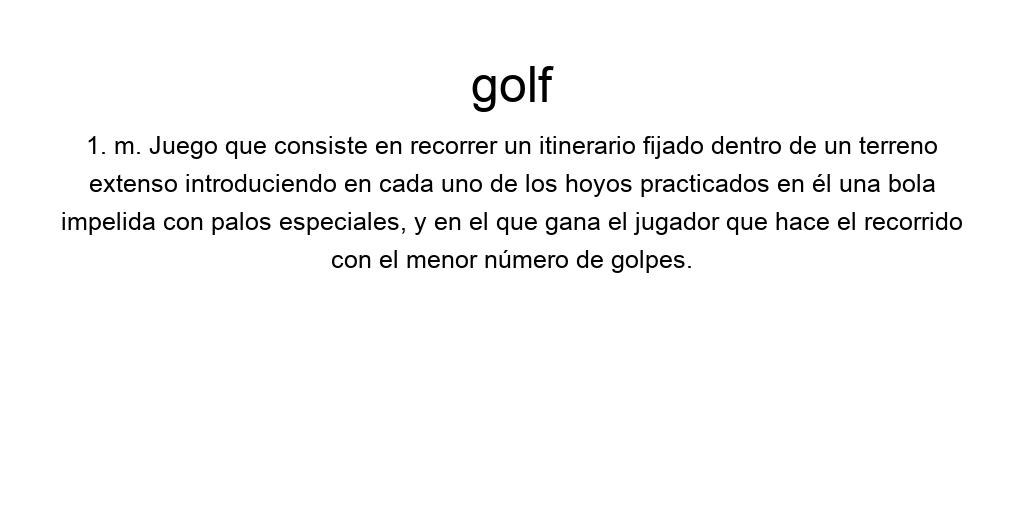 golf
1. m. Juego que consiste en recorrer un itinerario fijado dentro de un terreno
extenso introduciendo en cada uno de los hoyos practicados en él una bola
impelida con palos especiales, y en el que gana el jugador que hace el recorrido
con el menor número de golpes.